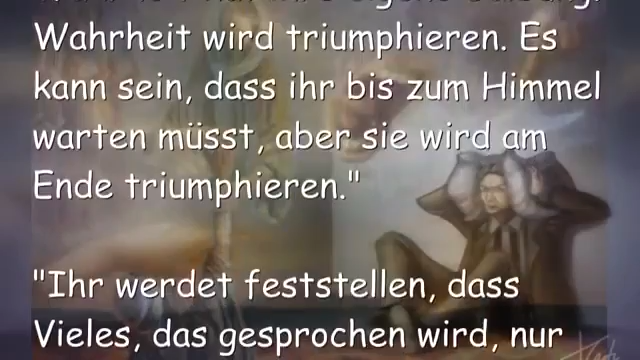 Wahrheit wird triumphieren. Es
kann sein, dass ihr bis zum Himmel
warten müsst, aber sie wird am
Ende triumphieren."
"Ihr werdet feststellen, dass
Vieles, das gesprochen wird, nur